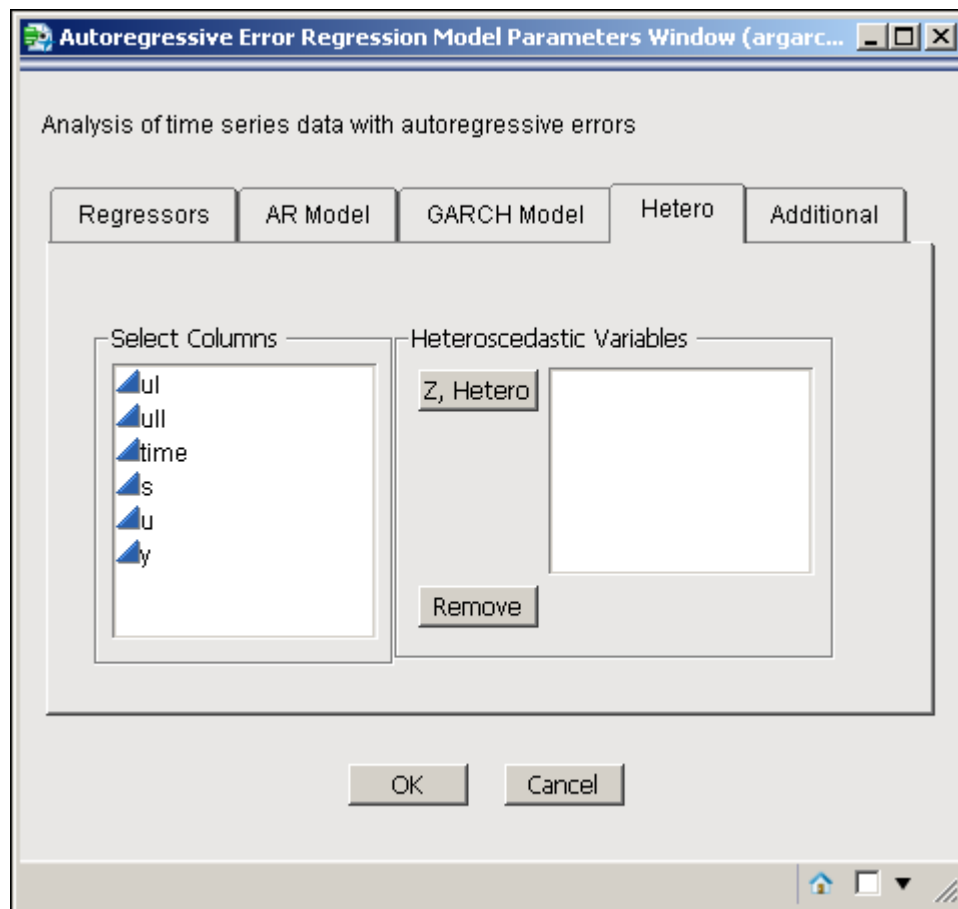 Autoregressive Error Regression Model Parameters Window (argarc...
Analysis of time series data with autoregressive errors
Regressors AR Model GARCH Model Hetero Additional
Select Columns
ul
ull
time
s
u
y
Heteroscedastic Variables
Z, Hetero
Remove
OK Cancel